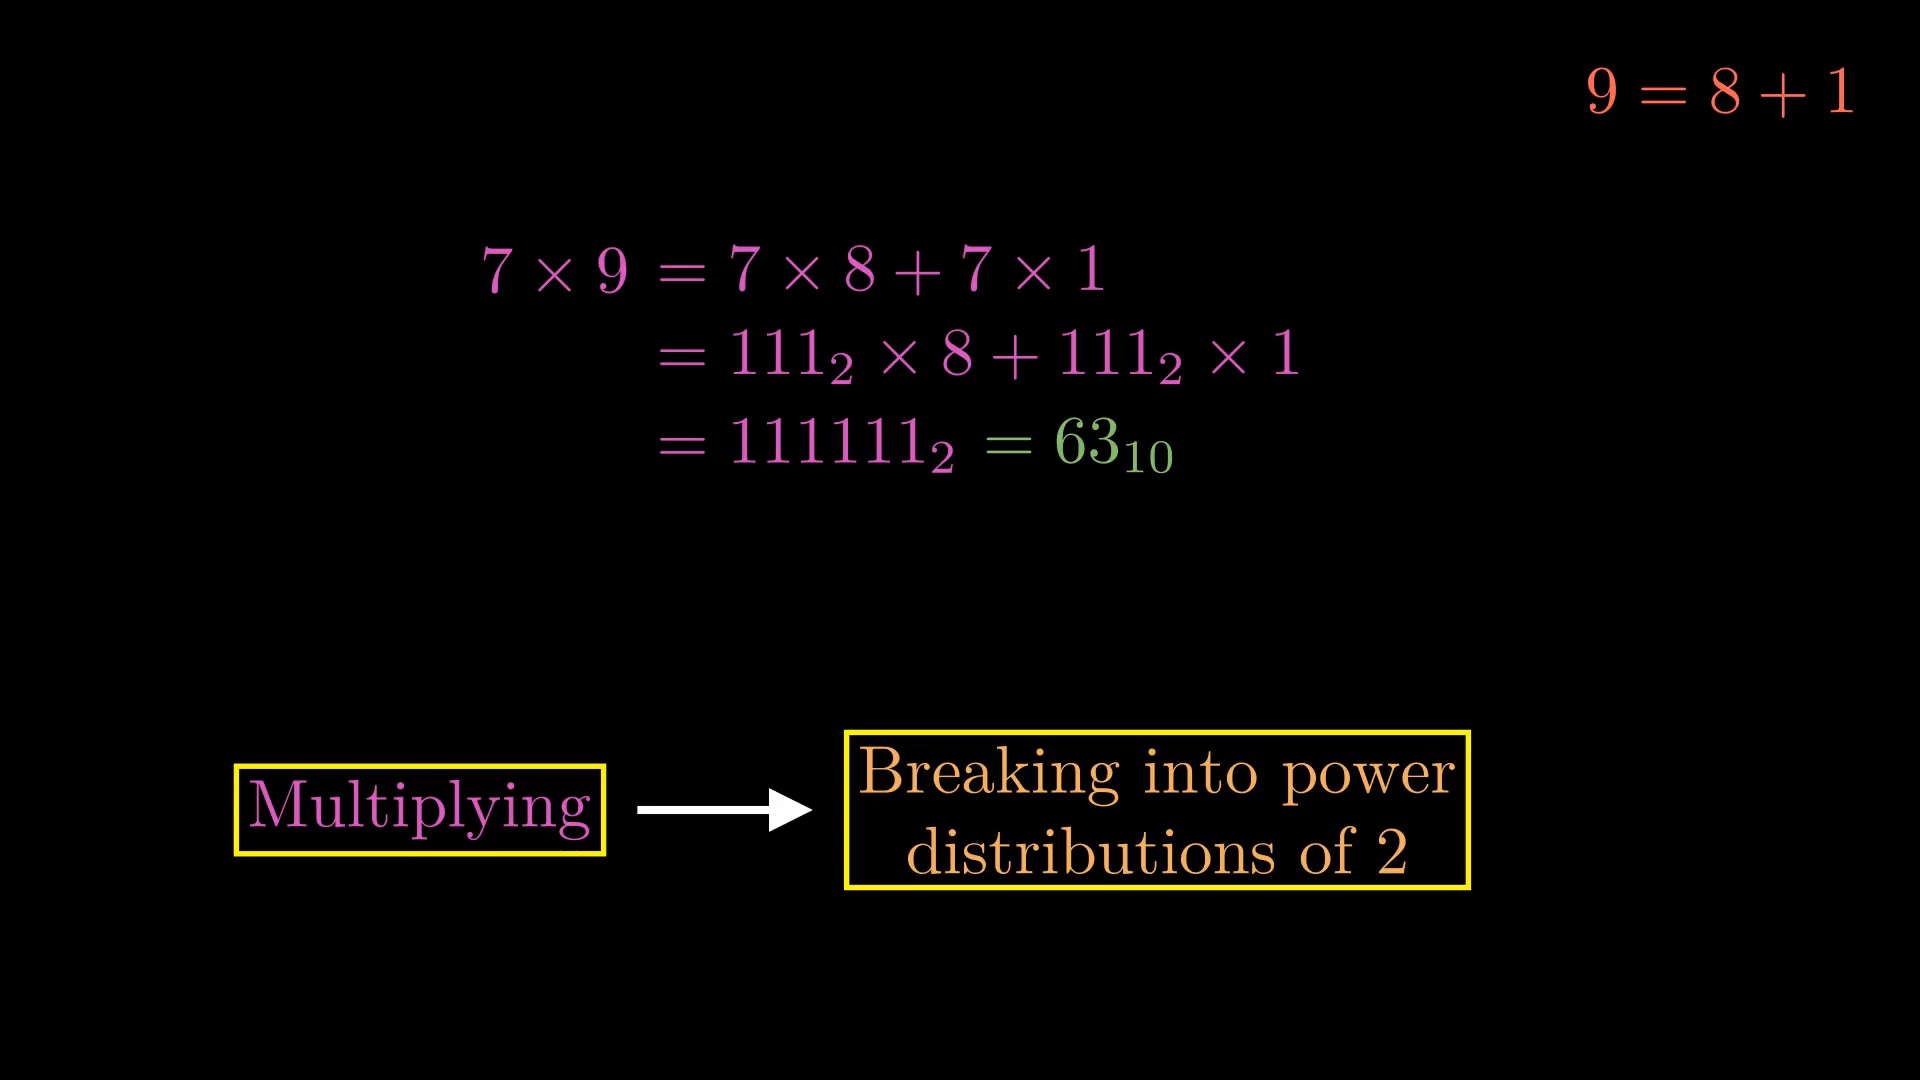 9 = 8 + 1
7 × 9 = 7 × 8 + 7 × 1
= 111₂ × 8 + 111₂ × 1
= 111111₂ = 63₁₀
Multiplying
Breaking into power
distributions of 2